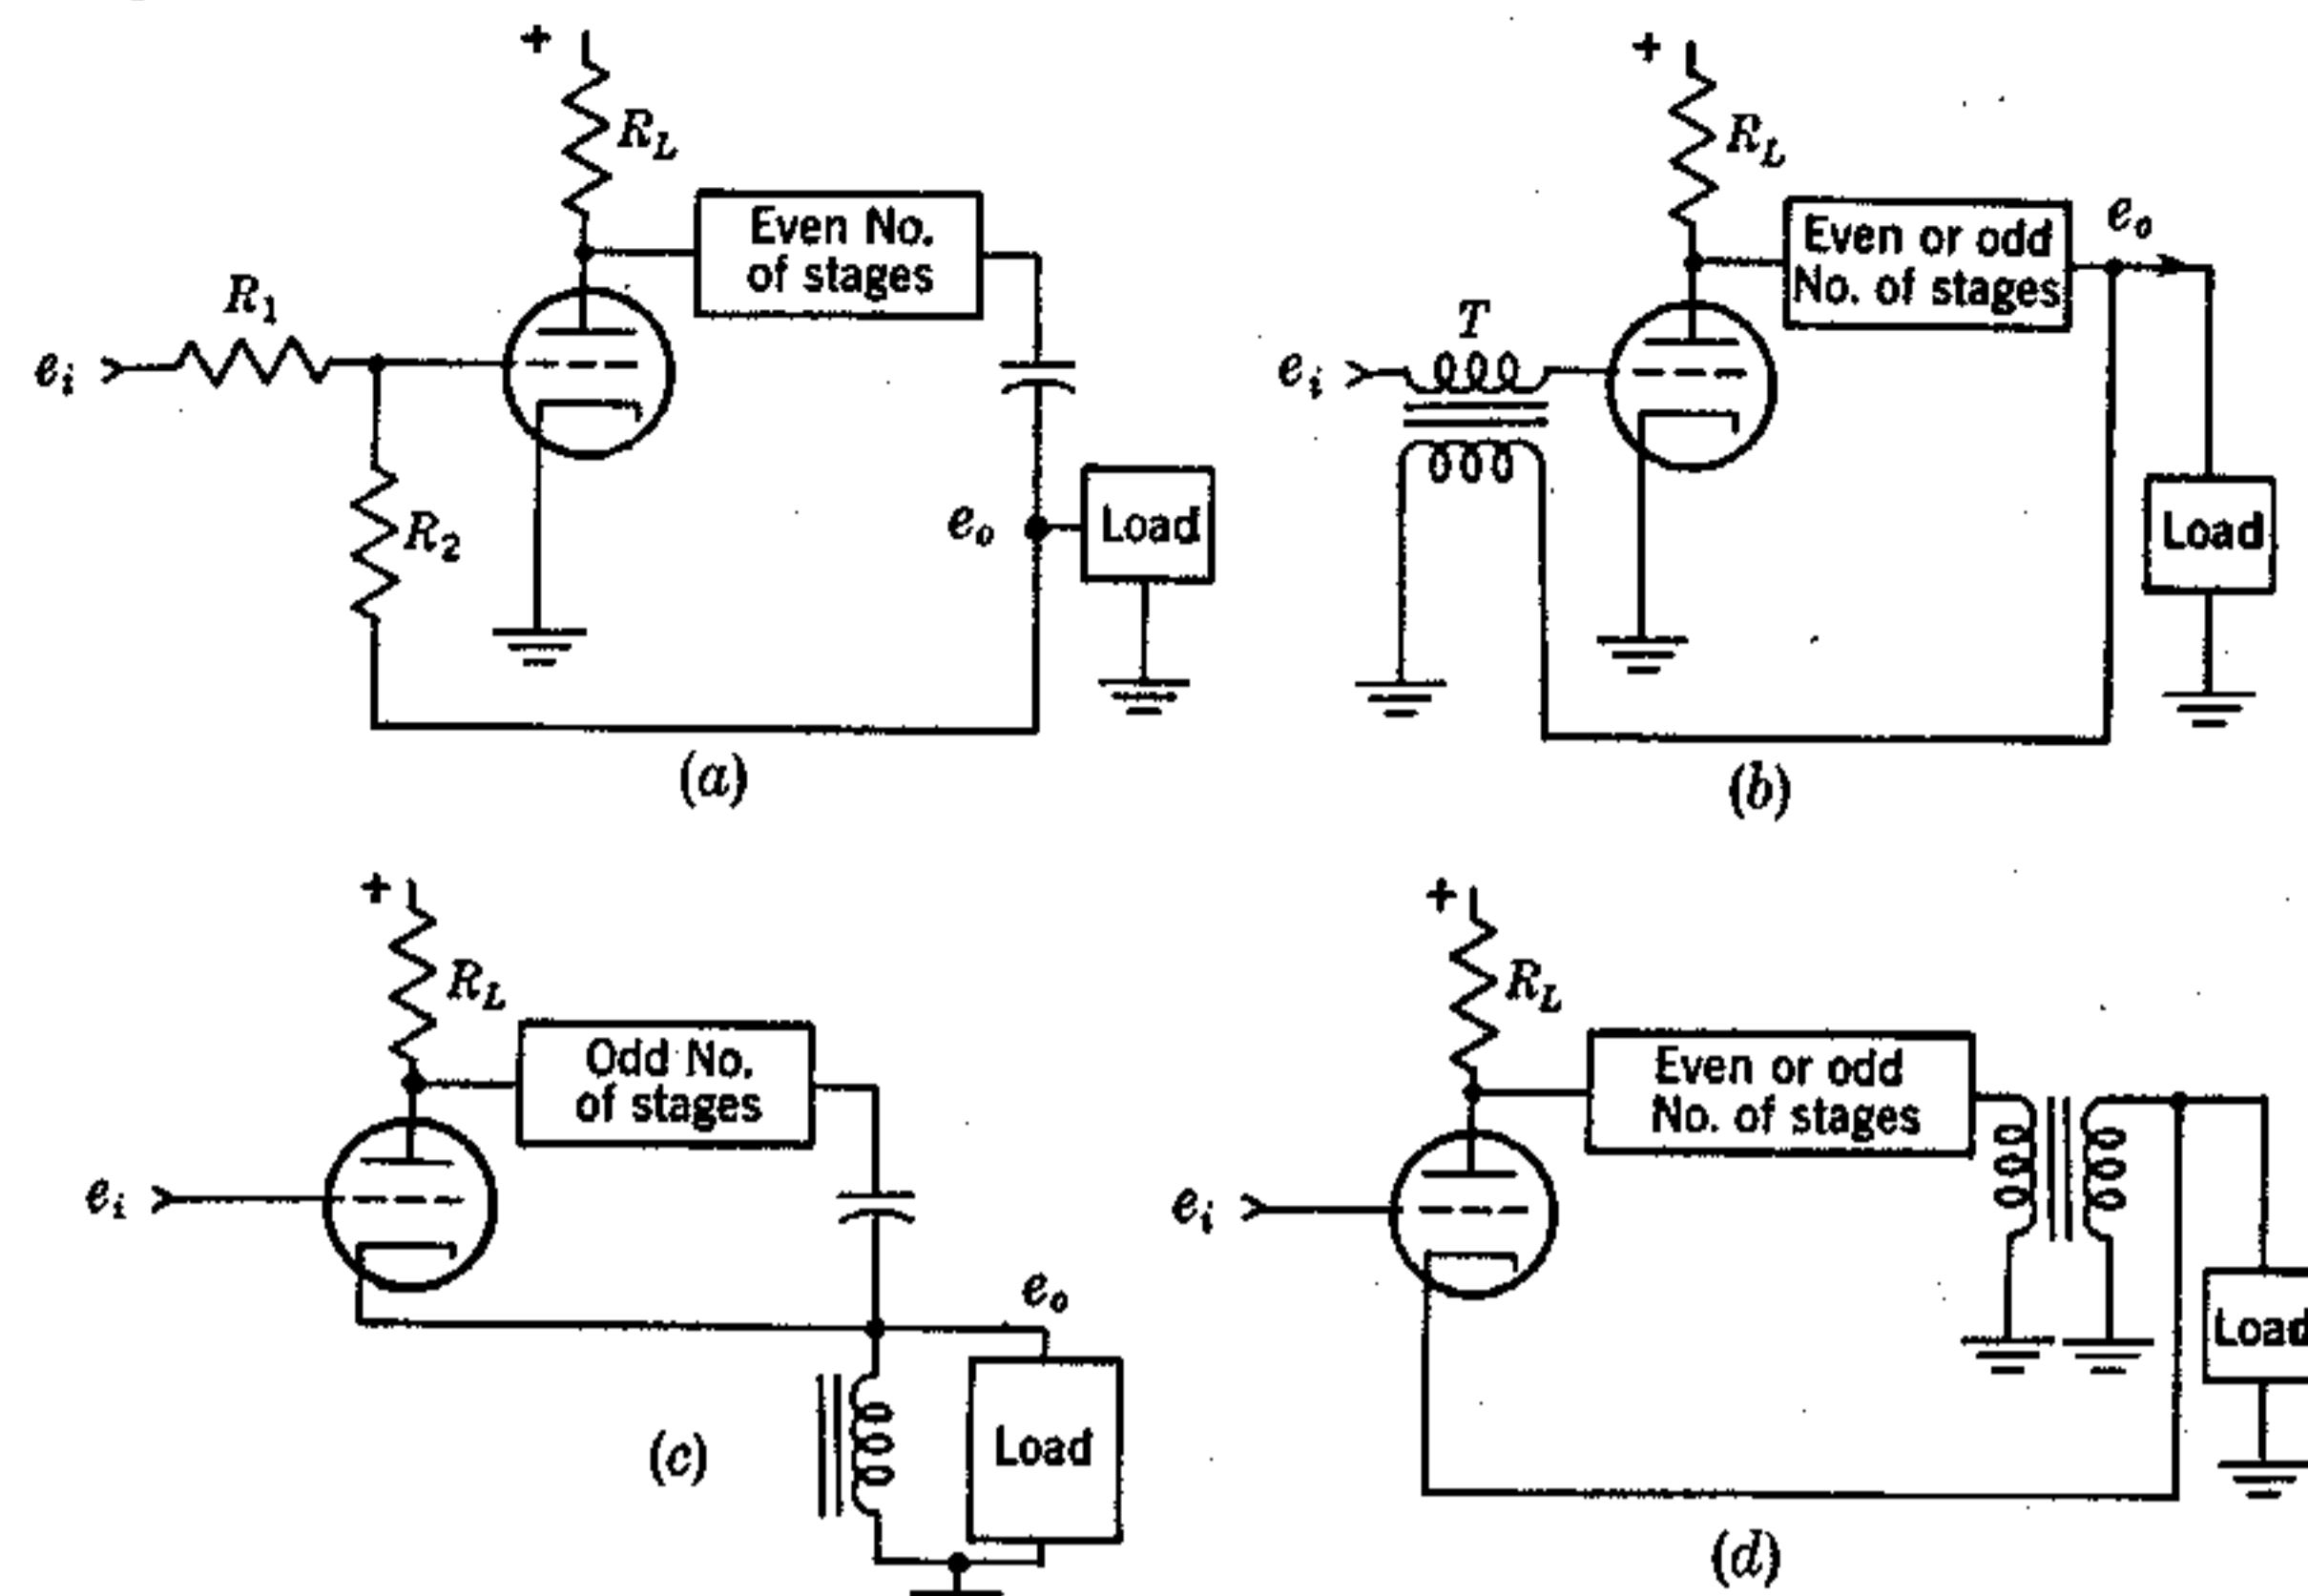 +
R_L
Even No.
of stages
R_1
e_i
R_2
e_o
Load
(a)
+
R_L
Even or odd
No. of stages
e_o
T
e_i
Load
(b)
+
R_L
Odd No.
of stages
e_i
e_o
Load
(c)
+
R_L
Even or odd
No. of stages
e_i
Load
(d)